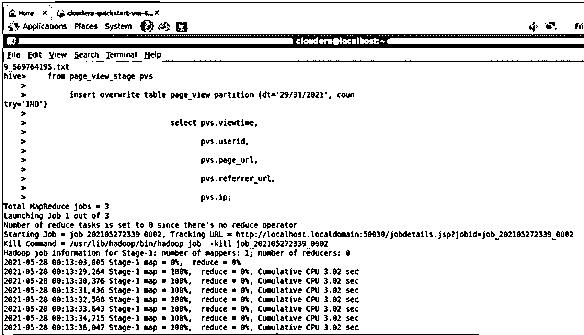 Home
cloudera-quickstart-vm-5...
Applications Places System
cloudera@localhost:~
File Edit View Search Terminal Help
9_569764195.txt
hive> from page_view_stage pvs
>
> insert overwrite table page_view partition (dt='29/31/2021', coun
try='IND')
>
> select pvs.viewtime,
>
> pvs.userid,
>
> pvs.page_url,
>
> pvs.referrer_url,
>
> pvs.ip;
Total MapReduce jobs = 3
Launching Job 1 out of 3
Number of reduce tasks is set to 0 since there's no reduce operator
Starting Job = job_202105272339_0002, Tracking URL = http://localhost.localdomain:50030/jobdetails.jsp?jobid=job_202105272339_0002
Kill Command = /usr/lib/hadoop/bin/hadoop job -kill job_202105272339_0002
Hadoop job information for Stage-1: number of mappers: 1; number of reducers: 0
2021-05-28 00:13:03,805 Stage-1 map = 0%, reduce = 0%
2021-05-28 00:13:29,264 Stage-1 map = 100%, reduce = 0%, Cumulative CPU 3.02 sec
2021-05-28 00:13:30,376 Stage-1 map = 100%, reduce = 0%, Cumulative CPU 3.02 sec
2021-05-28 00:13:31,436 Stage-1 map = 100%, reduce = 0%, Cumulative CPU 3.02 sec
2021-05-28 00:13:32,506 Stage-1 map = 100%, reduce = 0%, Cumulative CPU 3.02 sec
2021-05-28 00:13:33,643 Stage-1 map = 100%, reduce = 0%, Cumulative CPU 3.02 sec
2021-05-28 00:13:34,715 Stage-1 map = 100%, reduce = 0%, Cumulative CPU 3.02 sec
2021-05-28 00:13:36,047 Stage-1 map = 100%, reduce = 0%, Cumulative CPU 3.02 sec